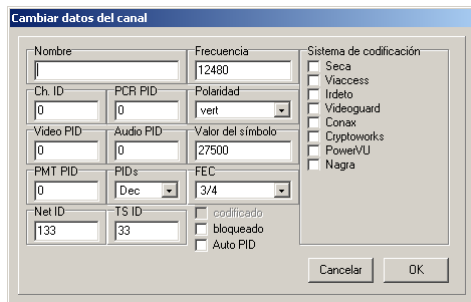 Cambiar datos del canal
Nombre
Frecuencia
12480
Sistema de codificación
Seca
Viaccess
Irdeto
Videoguard
Conax
Cryptoworks
PowerVU
Nagra
Ch. ID
PCR PID
Polaridad
0
0
vert
Video PID
Audio PID
Valor del símbolo
0
0
27500
PMT PID
PIDs
FEC
0
Dec
3/4
Net ID
TS ID
133
33
codificado
bloqueado
Auto PID
Cancelar
OK